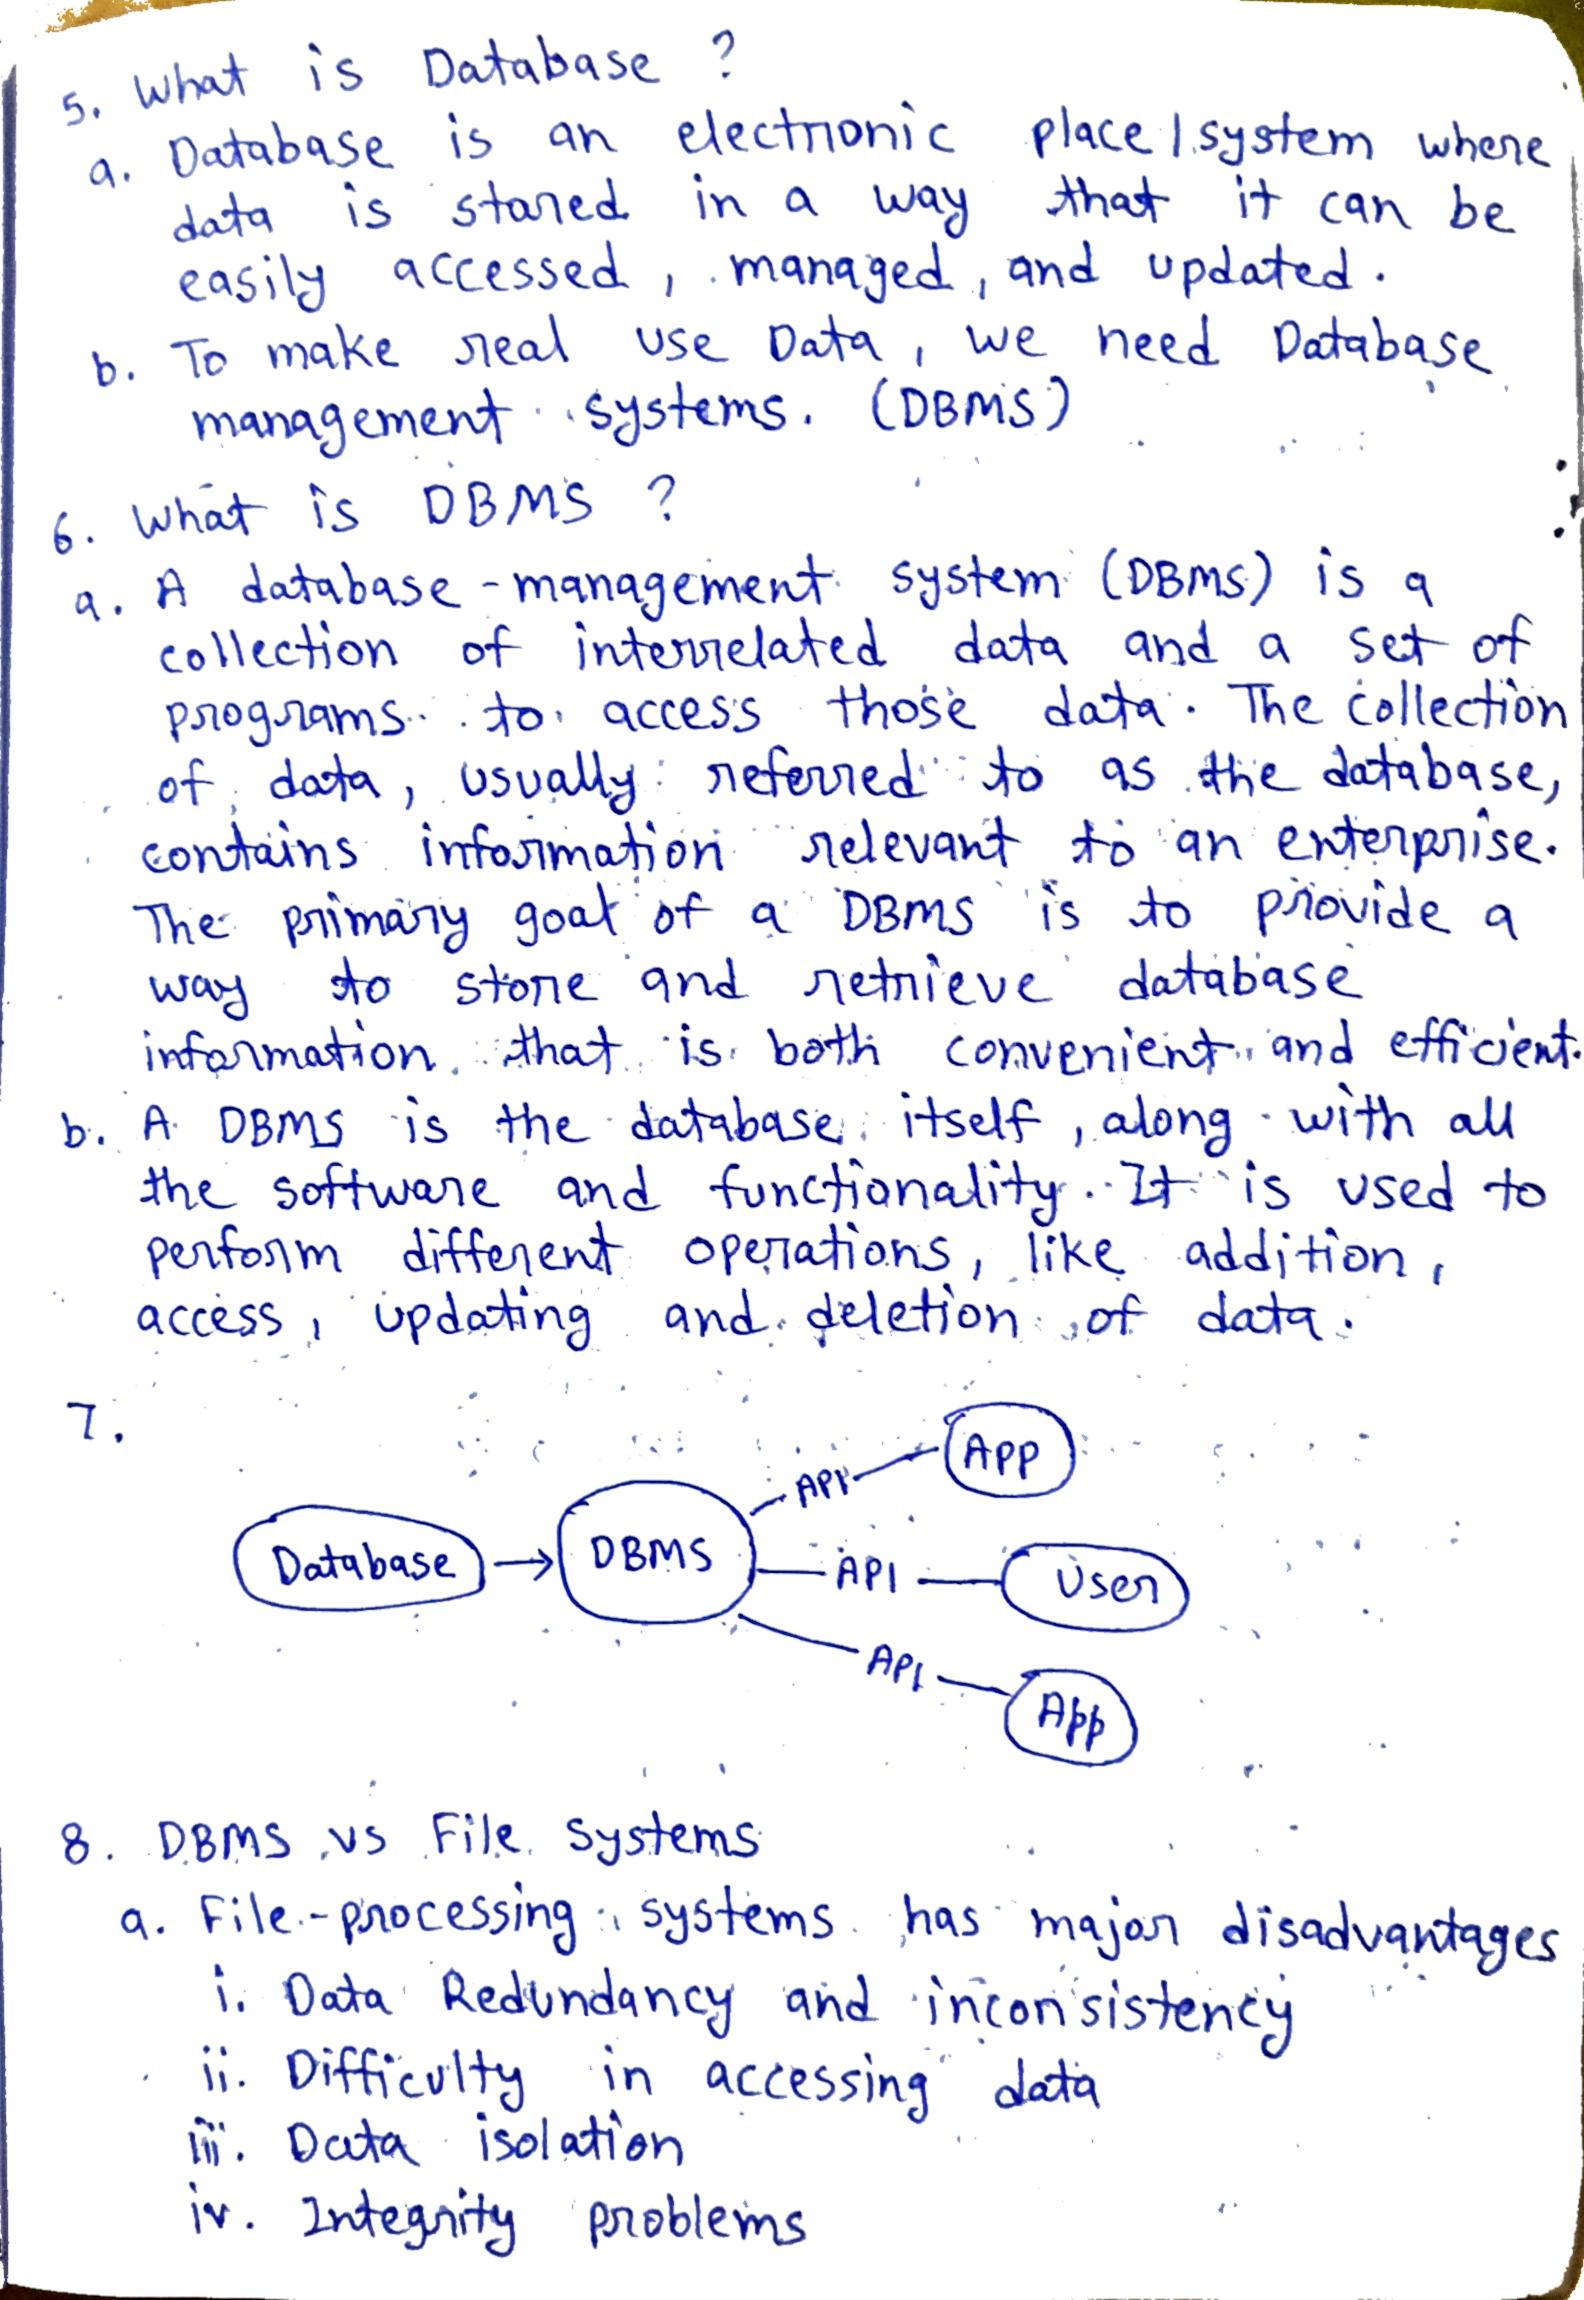 5. What is Database ?
a. Database is an electronic place / system where
data is stored in a way that it can be
easily accessed, managed, and updated.
b. To make real use Data, we need Database
management systems. (DBMS)
6. What is DBMS ?
a. A database-management system (DBMS) is a
collection of interrelated data and a set of
programs to access those data. The collection
of data, usually referred to as the database,
contains information relevant to an enterprise.
The primary goal of a DBMS is to provide a
way to store and retrieve database
information that is both convenient and efficient.
b. A DBMS is the database itself, along with all
the software and functionality. It is used to
perform different operations, like addition,
access, updating and deletion of data.
7.
API App
Database → DBMS API User
API App
8. DBMS vs File systems
a. File-processing systems has major disadvantages
i. Data Redundancy and inconsistency
ii. Difficulty in accessing data
iii. Data isolation
iv. Integrity problems